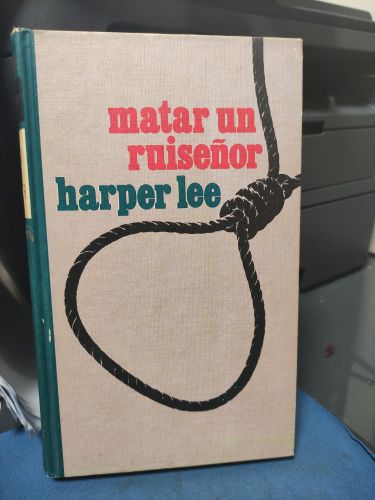 matar un
ruiseñor
harper lee